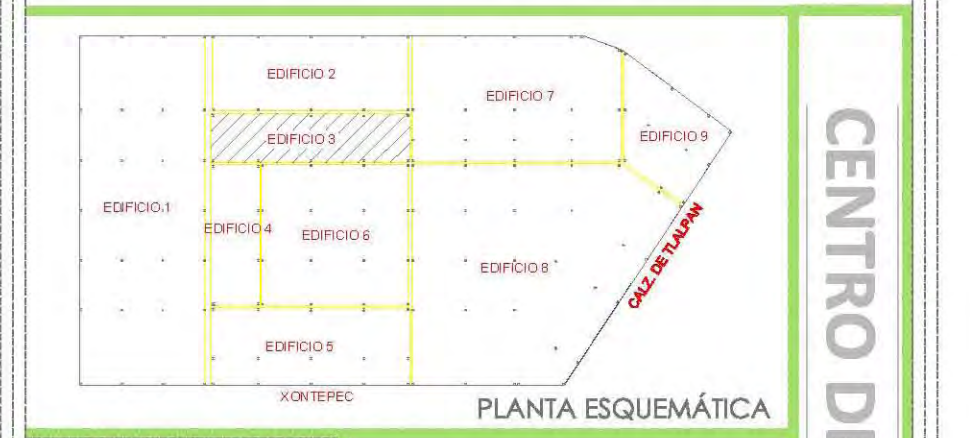 EDIFICIO 2
EDIFICIO 7
EDIFICIO 3
EDIFICIO 9
EDIFICIO 1
EDIFICIO 4
EDIFICIO 6
EDIFICIO 8
CALZ. DE TLALPAN
EDIFICIO 5
XONTEPEC
PLANTA ESQUEMÁTICA
CENTRO